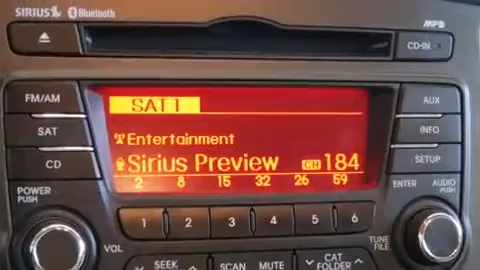 SIRIUS Bluetooth
MP3
CD-IN
FM/AM
SAT
CD
POWER
PUSH
VOL
SAT1
Entertainment
Sirius Preview CH 184
2 8 15 32 26 59
AUX
INFO
SETUP
ENTER AUDIO
PUSH
1 2 3 4 5 6
TUNE
FILE
SEEK SCAN MUTE CAT
FOLDER